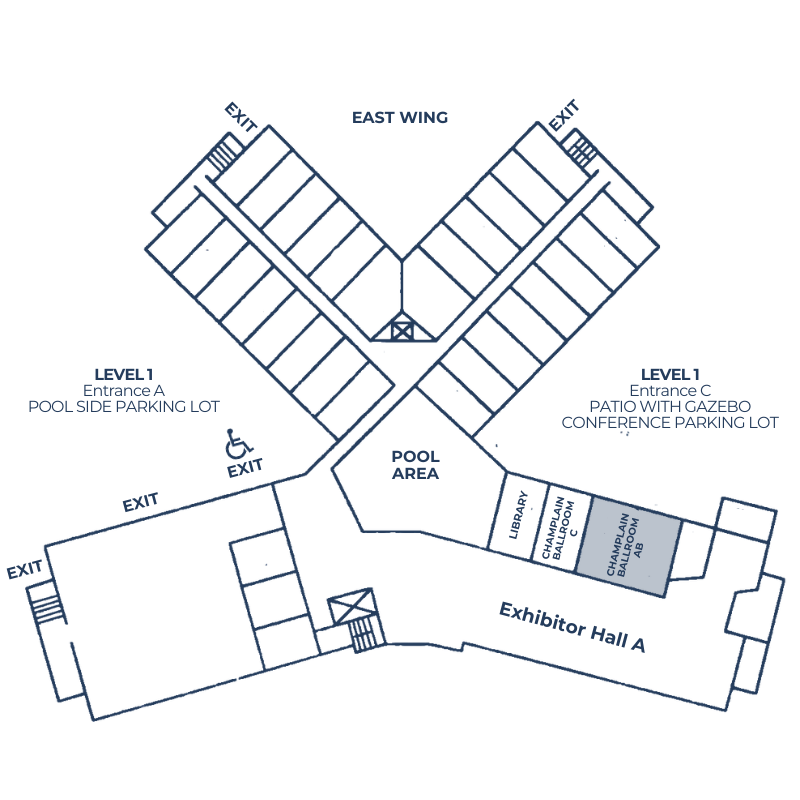 EXIT
EAST WING
EXIT
LEVEL 1
Entrance A
POOL SIDE PARKING LOT
LEVEL 1
Entrance C
PATIO WITH GAZEBO
CONFERENCE PARKING LOT
EXIT
POOL
AREA
EXIT
EXIT
LIBRARY
CHAMPLAIN
BALLROOM
C
CHAMPLAIN
BALLROOM
AB
Exhibitor Hall A